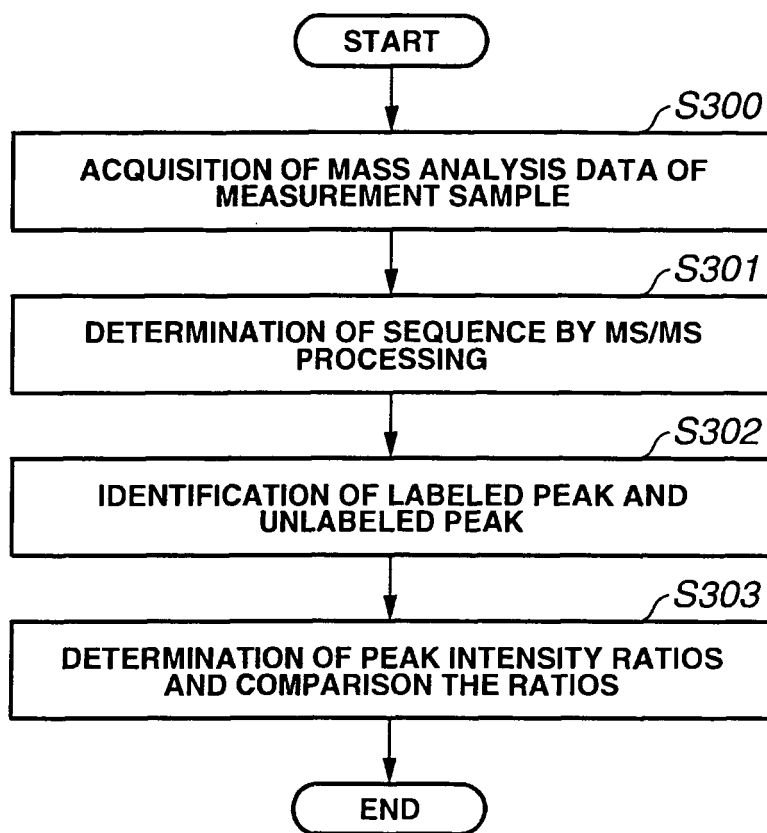 START
S300
ACQUISITION OF MASS ANALYSIS DATA OF
MEASUREMENT SAMPLE
S301
DETERMINATION OF SEQUENCE BY MS/MS
PROCESSING
S302
IDENTIFICATION OF LABELED PEAK AND
UNLABELED PEAK
S303
DETERMINATION OF PEAK INTENSITY RATIOS
AND COMPARISON THE RATIOS
END